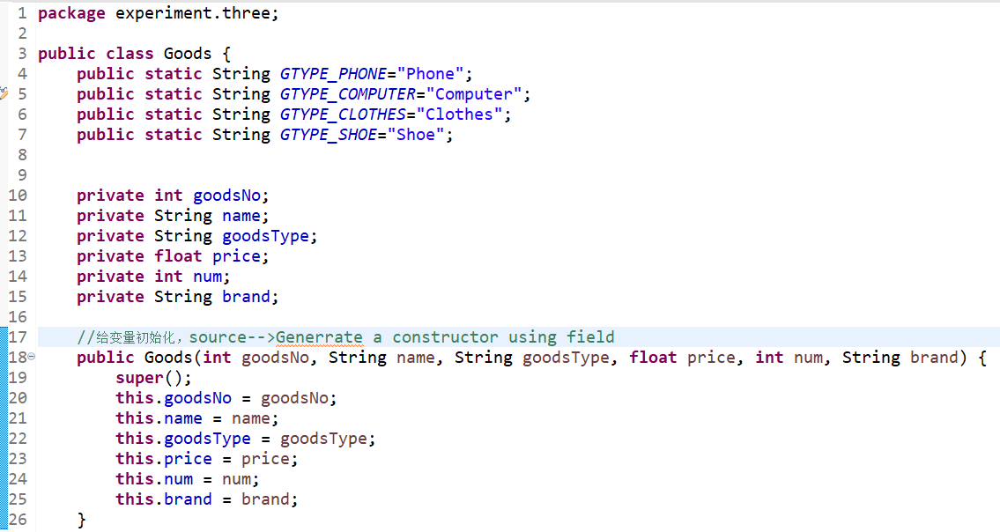 1 package experiment.three;
2
3 public class Goods {
4 public static String GTYPE_PHONE="Phone";
5 public static String GTYPE_COMPUTER="Computer";
6 public static String GTYPE_CLOTHES="Clothes";
7 public static String GTYPE_SHOE="Shoe";
8
9
10 private int goodsNo;
11 private String name;
12 private String goodsType;
13 private float price;
14 private int num;
15 private String brand;
16
17 //给变量初始化，source-->Generrate a constructor using field
18 public Goods(int goodsNo, String name, String goodsType, float price, int num, String brand) {
19 super();
20 this.goodsNo = goodsNo;
21 this.name = name;
22 this.goodsType = goodsType;
23 this.price = price;
24 this.num = num;
25 this.brand = brand;
26 }